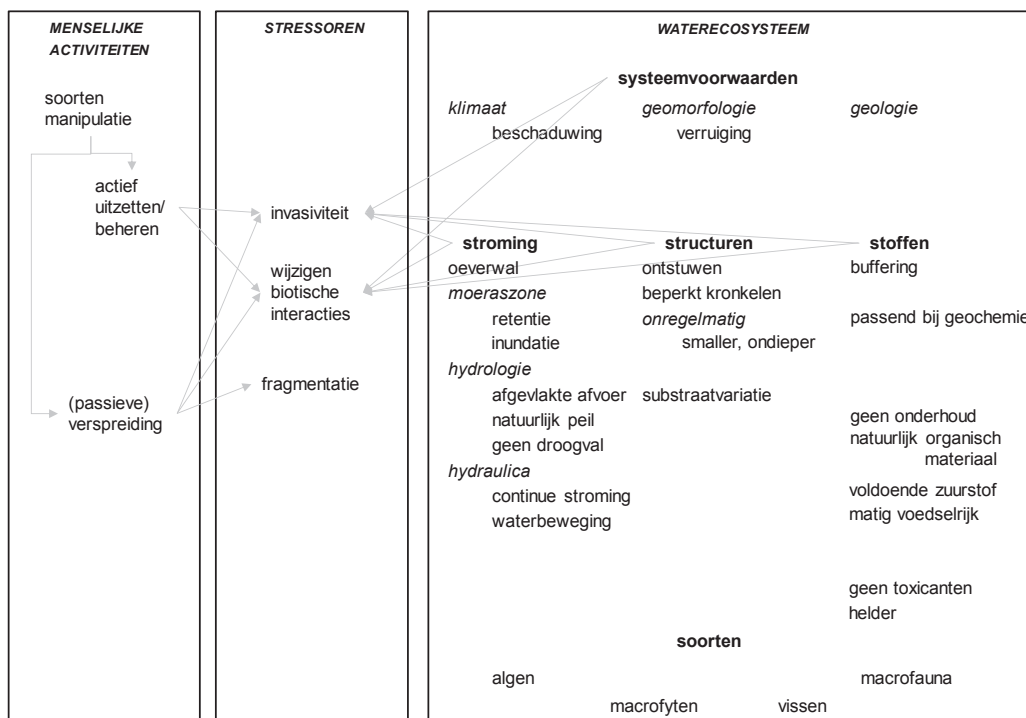 MENSELIJKE
ACTIVITEITEN
soorten
manipulatie
actief
uitzetten/
beheren
(passieve)
verspreiding
STRESSOREN
invasiviteit
wijzigen
biotische
interacties
fragmentatie
WATERECOSYSTEEM
systeemvoorwaarden
klimaat
beschaduwing
geomorfologie
verruiging
geologie
stroming
oeverwal
moeraszone
retentie
inundatie
hydrologie
afgevlakte afvoer
natuurlijk peil
geen droogval
hydraulica
continue stroming
waterbeweging
structuren
ontstuwen
beperkt kronkelen
onregelmatig
smaller, ondieper
substraatvariatie
stoffen
buffering
passend bij geochemie
geen onderhoud
natuurlijk organisch
materiaal
voldoende zuurstof
matig voedselrijk
geen toxicanten
helder
soorten
algen
macrofyten
vissen
macrofauna